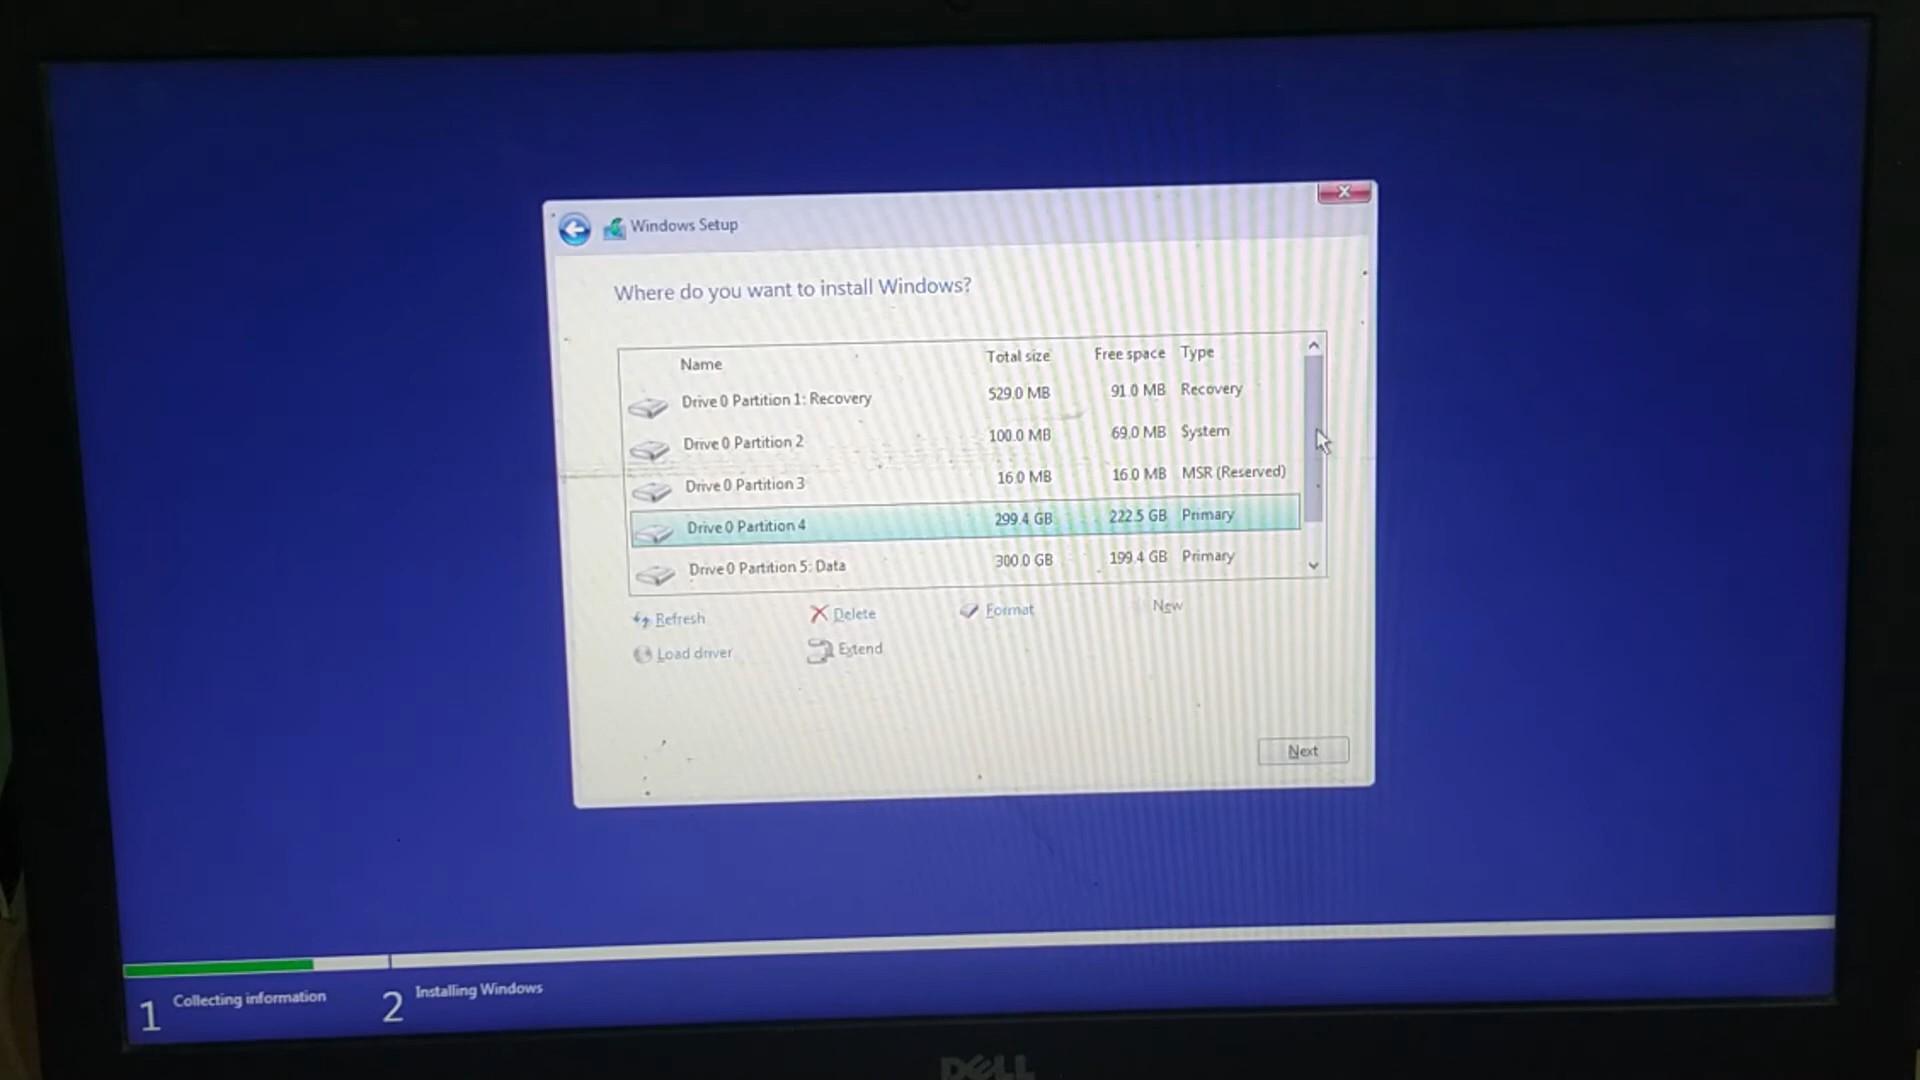 Windows Setup
Where do you want to install Windows?
Name Total size Free space Type
Drive 0 Partition 1: Recovery 529.0 MB 91.0 MB Recovery
Drive 0 Partition 2 100.0 MB 69.0 MB System
Drive 0 Partition 3 16.0 MB 16.0 MB MSR (Reserved)
Drive 0 Partition 4 299.4 GB 222.5 GB Primary
Drive 0 Partition 5: Data 300.0 GB 199.4 GB Primary
Refresh Delete Format New
Load driver Extend
Next
1 Collecting information 2 Installing Windows
DELL